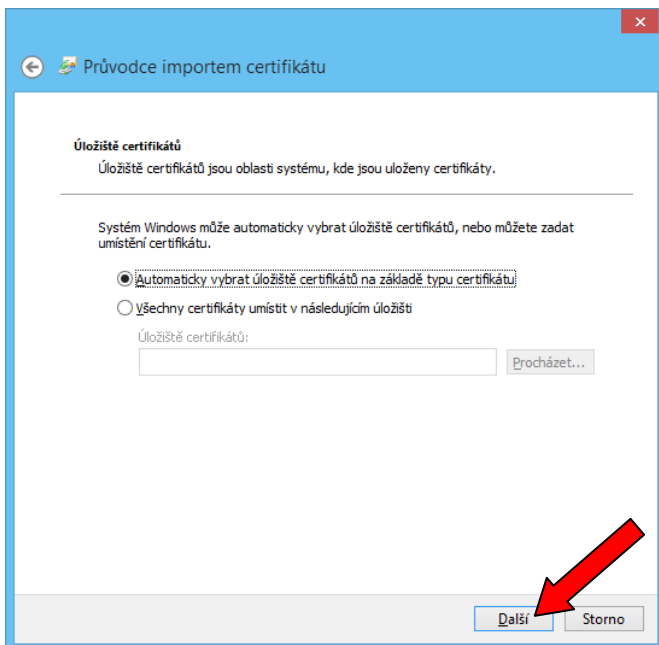 Průvodce importem certifikátu
Úložiště certifikátů
Úložiště certifikátů jsou oblasti systému, kde jsou uloženy certifikáty.
Systém Windows může automaticky vybrat úložiště certifikátů, nebo můžete zadat
umístění certifikátu.
Automaticky vybrat úložiště certifikátů na základě typu certifikátu
Všechny certifikáty umístit v následujícím úložišti
Úložiště certifikátů:
Procházet...
Další
Storno